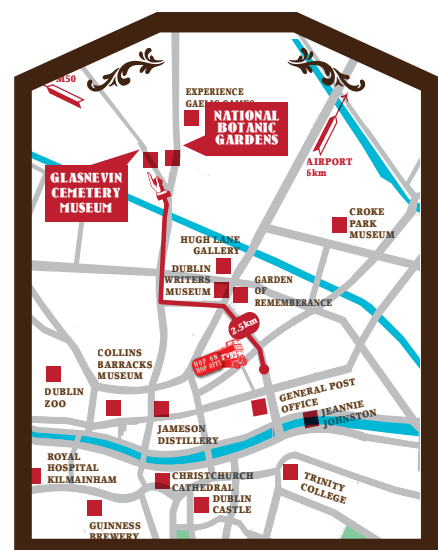 M50
EXPERIENCE
GAELIC GAMES
NATIONAL
BOTANIC
GARDENS
AIRPORT
6km
GLASNEVIN
CEMETERY
MUSEUM
CROKE
PARK
MUSEUM
HUGH LANE
GALLERY
DUBLIN
WRITERS
MUSEUM
GARDEN
OF
REMEMBERANCE
2.5km
HOP ON
HOP OFF
COLLINS
BARRACKS
MUSEUM
DUBLIN
ZOO
GENERAL POST
OFFICE
JEANNIE
JOHNSTON
JAMESON
DISTILLERY
ROYAL
HOSPITAL
KILMAINHAM
CHRISTCHURCH
CATHEDRAL
TRINITY
COLLEGE
DUBLIN
CASTLE
GUINNESS
BREWERY